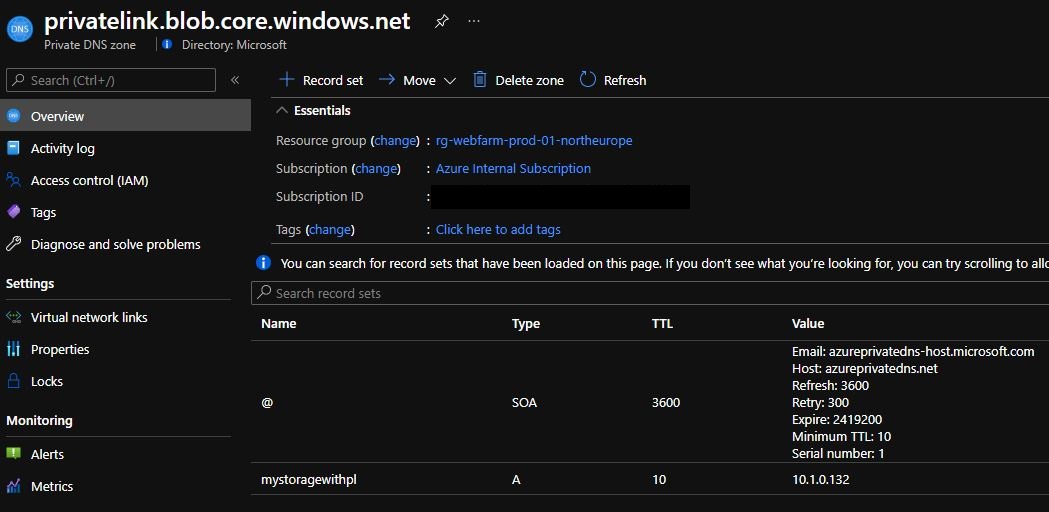 privatelink.blob.core.windows.net
DNS
Private DNS zone
Directory: Microsoft
Search (Ctrl+/)
«
Overview
Activity log
Access control (IAM)
Tags
Diagnose and solve problems
Settings
Virtual network links
Properties
Locks
Monitoring
Alerts
Metrics
Record set Move Delete zone Refresh
Essentials
Resource group (change) : rg-webfarm-prod-01-northeurope
Subscription (change) : Azure Internal Subscription
Subscription ID :
Tags (change) : Click here to add tags
You can search for record sets that have been loaded on this page. If you don't see what you're looking for, you can try scrolling to allo
Search record sets
Name Type TTL Value
@ SOA 3600
Email: azureprivatedns-host.microsoft.com
Host: azureprivatedns.net
Refresh: 3600
Retry: 300
Expire: 2419200
Minimum TTL: 10
Serial number: 1
mystoragewithpl A 10 10.1.0.132